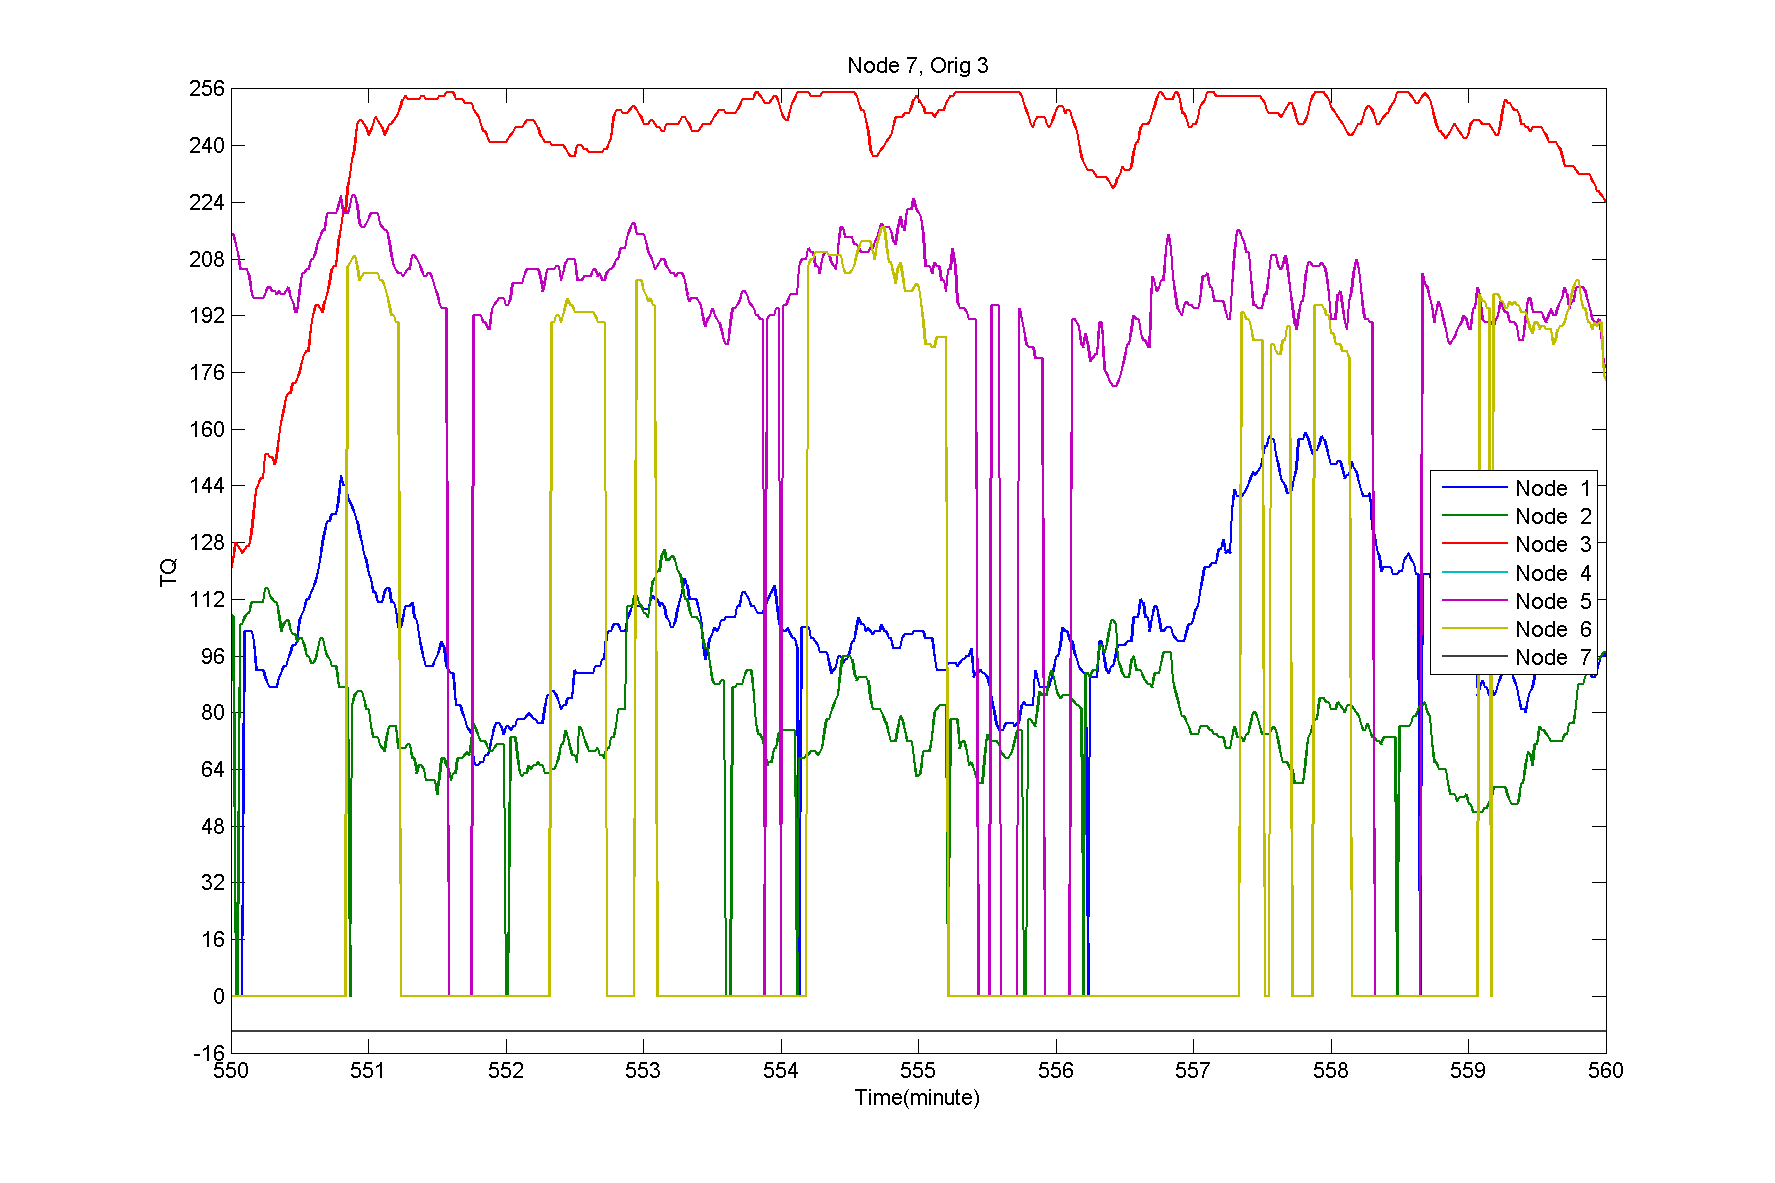 Node 7, Orig 3
256
240
224
208
192
176
160
144
128
112
96
80
64
48
32
16
0
-16
TQ
Node 1
Node 2
Node 3
Node 4
Node 5
Node 6
Node 7
550 551 552 553 554 555 556 557 558 559 560
Time(minute)